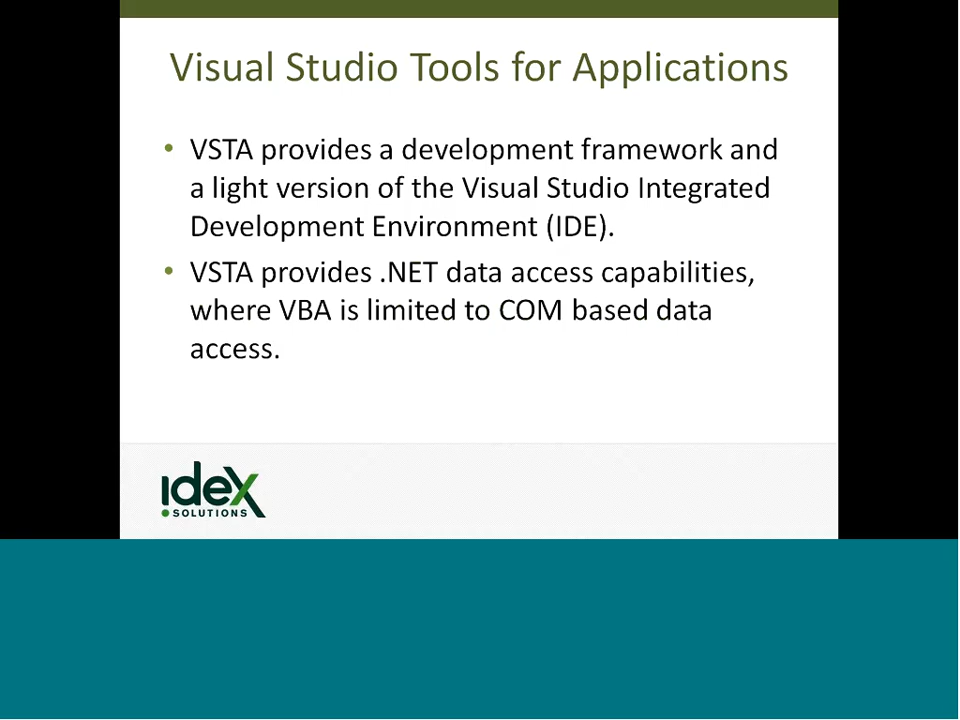 Visual Studio Tools for Applications
• VSTA provides a development framework and
a light version of the Visual Studio Integrated
Development Environment (IDE).
• VSTA provides .NET data access capabilities,
where VBA is limited to COM based data
access.
ideX
SOLUTIONS